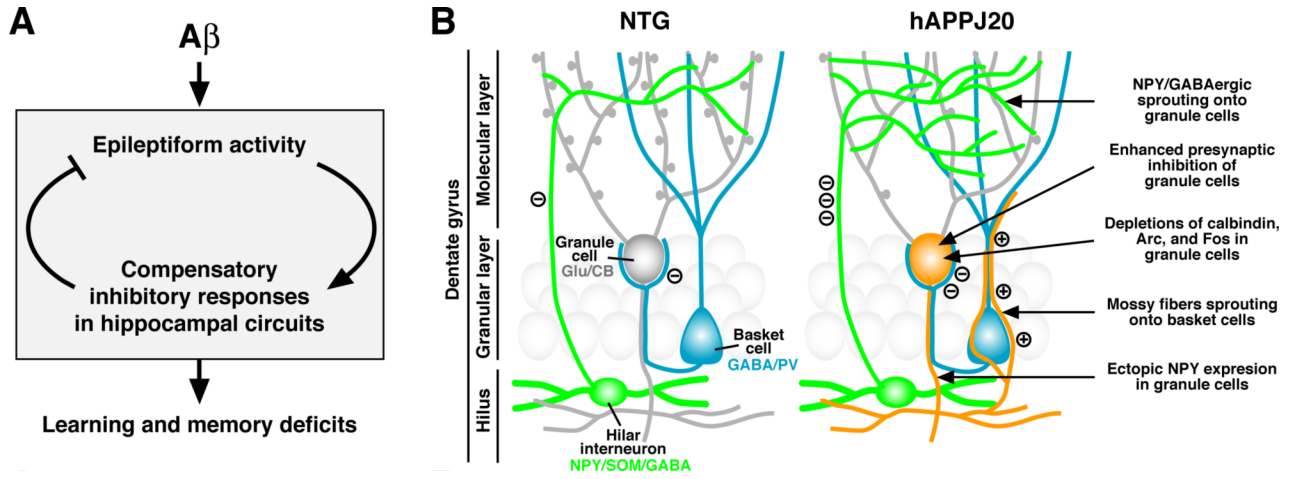 A
Aβ
Epileptiform activity
Compensatory
inhibitory responses
in hippocampal circuits
Learning and memory deficits
B
NTG
hAPPJ20
Dentate gyrus
Molecular layer
Granular layer
Hilus
⊖
Granule
cell
Glu/CB
⊖
Basket
cell
GABA/PV
Hilar
interneuron
NPY/SOM/GABA
⊖
⊖
⊖
⊖
⊖
⊕
⊕
⊕
NPY/GABAergic
sprouting onto
granule cells
Enhanced presynaptic
inhibition of
granule cells
Depletions of calbindin,
Arc, and Fos in
granule cells
Mossy fibers sprouting
onto basket cells
Ectopic NPY expresion
in granule cells